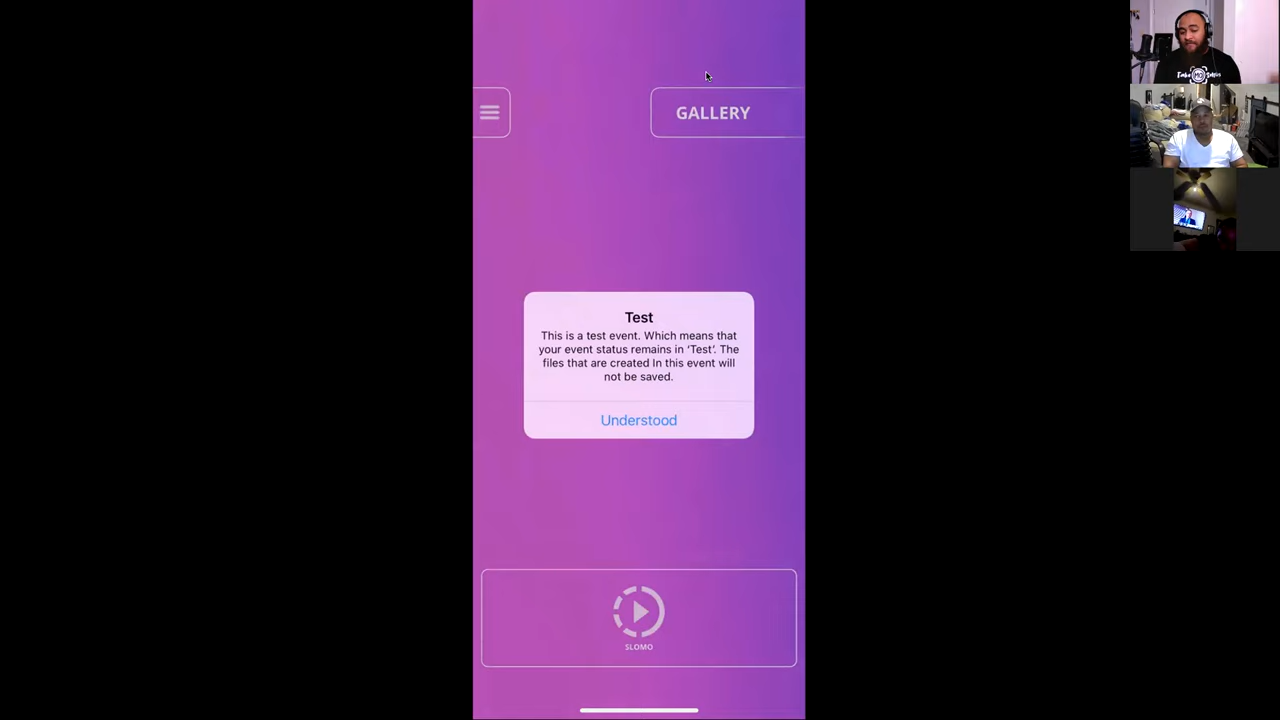 GALLERY
Test
This is a test event. Which means that
your event status remains in ‘Test’. The
files that are created In this event will
not be saved.
Understood
SLOMO